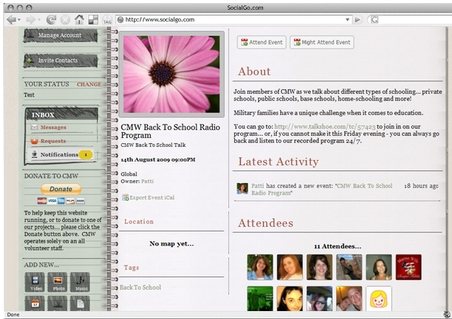 SocialGo.com
http://www.socialgo.com
Manage Account
Invite Contacts
YOUR STATUS CHANGE
Test
INBOX
Messages
Requests
Notifications 1
DONATE TO CMW
Donate
To help keep this website
running, or to donate to one of
our projects... please click the
Donate button above. CMW
operates solely on an all
volunteer staff.
ADD NEW...
Video Photo Music
CMW Back To School Radio
Program
CMW Back To School Talk
14th August 2009 09:00PM
Global
Owner: Patti
Export Event iCal
Location
No map yet...
Tags
Back To School
Attend Event Might Attend Event
About
Join members of CMW as we talk about different types of schooling... private
schools, public schools, base schools, home-schooling and more!
Military families have a unique challenge when it comes to education.
You can go to: http://www.talkshoe.com/tc/57423 to join in on our
program... or, if you cannot make it this Friday evening - you can always go
back and listen to our recorded program 24/7.
Latest Activity
Patti has created a new event: "CMW Back To School Radio Program" 18 hours ago
Attendees
11 Attendees...
Done